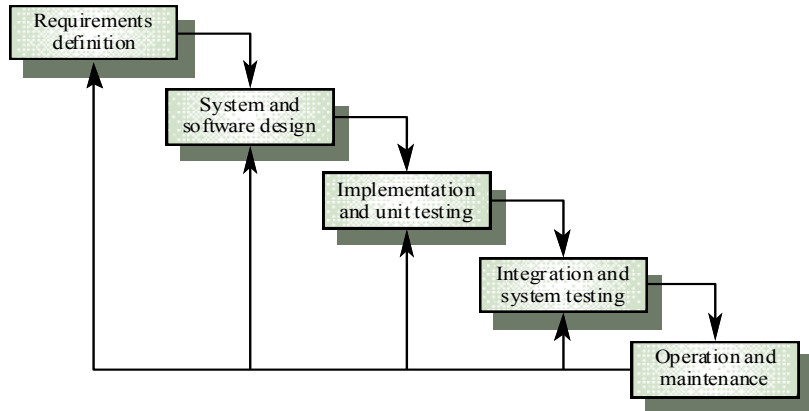 Requirements
definition
System and
software design
Implementation
and unit testing
Integration and
system testing
Operation and
maintenance